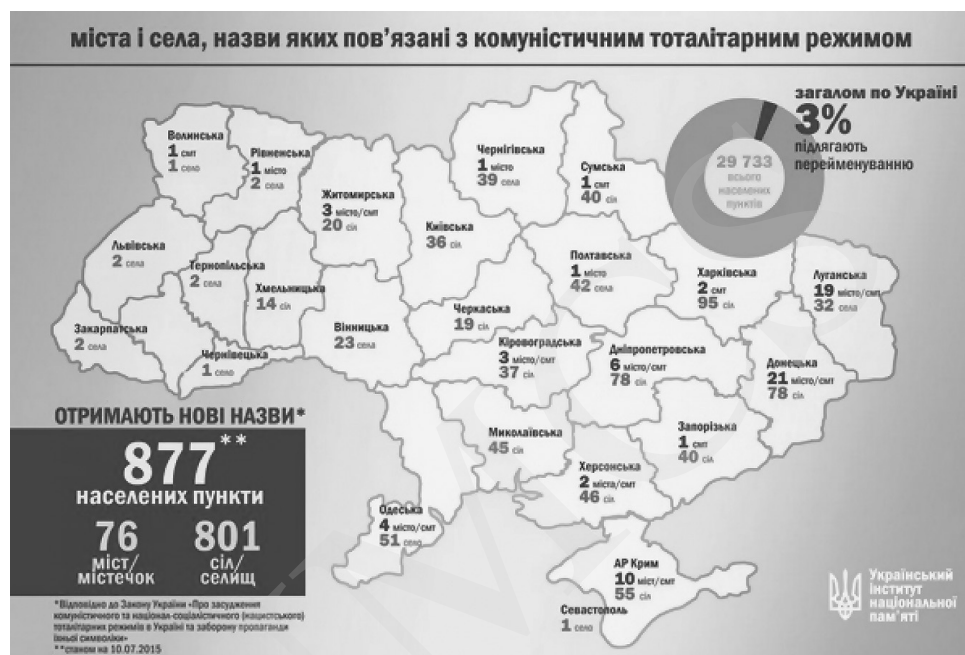 міста і села, назви яких пов'язані з комуністичним тоталітарним режимом
загалом по Україні
3%
підлягають
перейменуванню
29 733
всього
населених
пунктів
Волинська
1 смт
1 село
Рівненська
1 місто
2 села
Житомирська
3 місто/смт
20 сіл
Чернігівська
1 місто
39 села
Сумська
1 смт
40 сіл
Київська
36 сіл
Львівська
2 села
Тернопільська
2 села
Хмельницька
14 сіл
Полтавська
1 місто
42 села
Харківська
2 смт
95 сіл
Луганська
19 місто/смт
32 села
Закарпатська
2 села
Чернівецька
1 село
Вінницька
23 села
Черкаська
19 сіл
Кіровоградська
3 місто/смт
37 сіл
Дніпропетровська
6 місто/смт
78 сіл
Донецька
21 місто/смт
78 сіл
Миколаївська
45 сіл
Запорізька
1 смт
40 сіл
Херсонська
2 міста/смт
46 сіл
Одеська
4 місто/смт
51 село
АР Крим
10 міст/смт
55 сіл
Севастополь
1 село
ОТРИМАЮТЬ НОВІ НАЗВИ*
877**
населених пункти
76
міст/
містечок
801
сіл/
селищ
*Відповідно до Закону України «Про засудження
комуністичного та націонал-соціалістичного (нацистського)
тоталітарних режимів в Україні та заборону пропаганди
їхньої символіки»
**станом на 10.07.2015
Український
інститут
національної
пам'яті